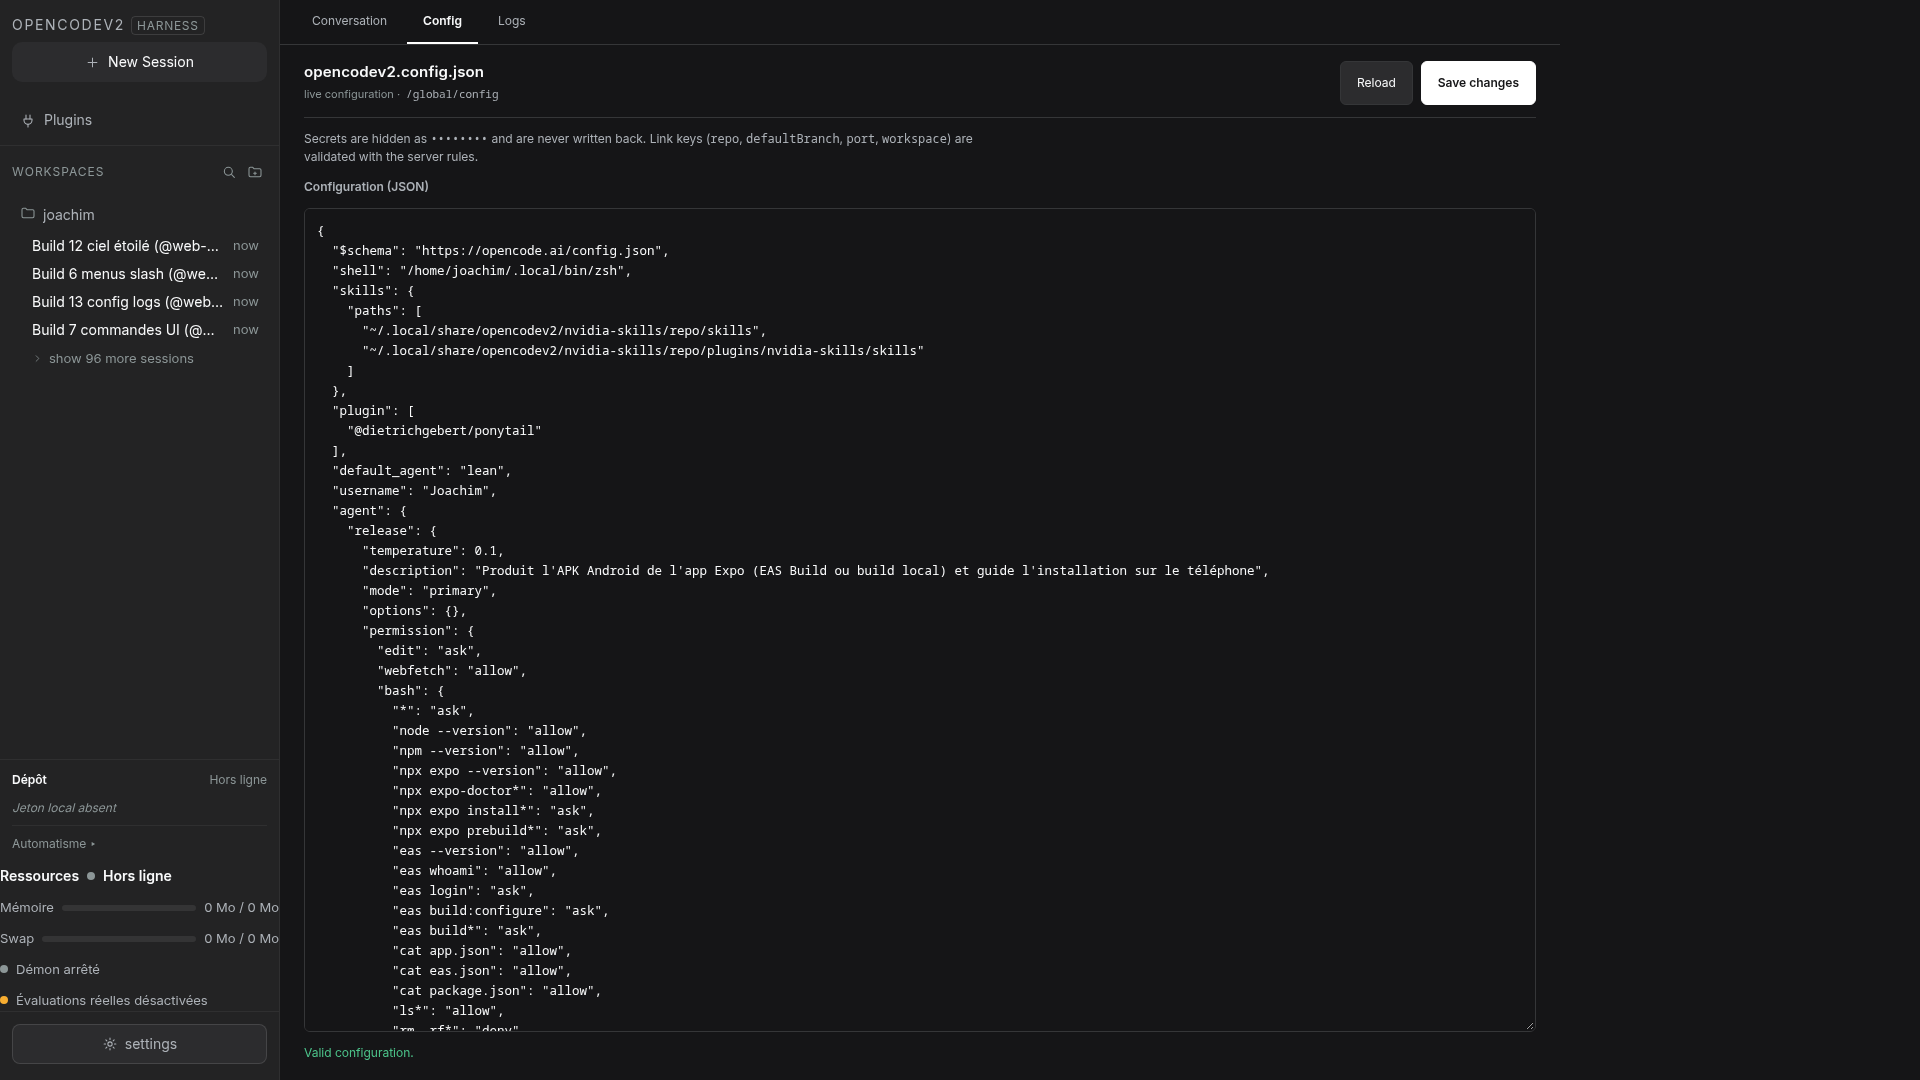 OPENCODEV2 HARNESS
New Session
Plugins
WORKSPACES
joachim
Build 12 ciel étoilé (@web-... now
Build 6 menus slash (@we... now
Build 13 config logs (@web... now
Build 7 commandes UI (@... now
show 96 more sessions
Dépôt Hors ligne
Jeton local absent
Automatisme
Ressources Hors ligne
Mémoire 0 Mo / 0 Mo
Swap 0 Mo / 0 Mo
Démon arrêté
Évaluations réelles désactivées
settings
Conversation Config Logs
opencodev2.config.json
live configuration · /global/config
Reload Save changes
Secrets are hidden as •••••••• and are never written back. Link keys (repo, defaultBranch, port, workspace) are
validated with the server rules.
Configuration (JSON)
{
"$schema": "https://opencode.ai/config.json",
"shell": "/home/joachim/.local/bin/zsh",
"skills": {
"paths": [
"~/.local/share/opencodev2/nvidia-skills/repo/skills",
"~/.local/share/opencodev2/nvidia-skills/repo/plugins/nvidia-skills/skills"
]
},
"plugin": [
"@dietrichgebert/ponytail"
],
"default_agent": "lean",
"username": "Joachim",
"agent": {
"release": {
"temperature": 0.1,
"description": "Produit l'APK Android de l'app Expo (EAS Build ou build local) et guide l'installation sur le téléphone",
"mode": "primary",
"options": {},
"permission": {
"edit": "ask",
"webfetch": "allow",
"bash": {
"*": "ask",
"node --version": "allow",
"npm --version": "allow",
"npx expo --version": "allow",
"npx expo-doctor*": "allow",
"npx expo install*": "ask",
"npx expo prebuild*": "ask",
"eas --version": "allow",
"eas whoami": "allow",
"eas login": "ask",
"eas build:configure": "ask",
"eas build*": "ask",
"cat app.json": "allow",
"cat eas.json": "allow",
"cat package.json": "allow",
"ls*": "allow",
"rm -rf*": "deny"
Valid configuration.